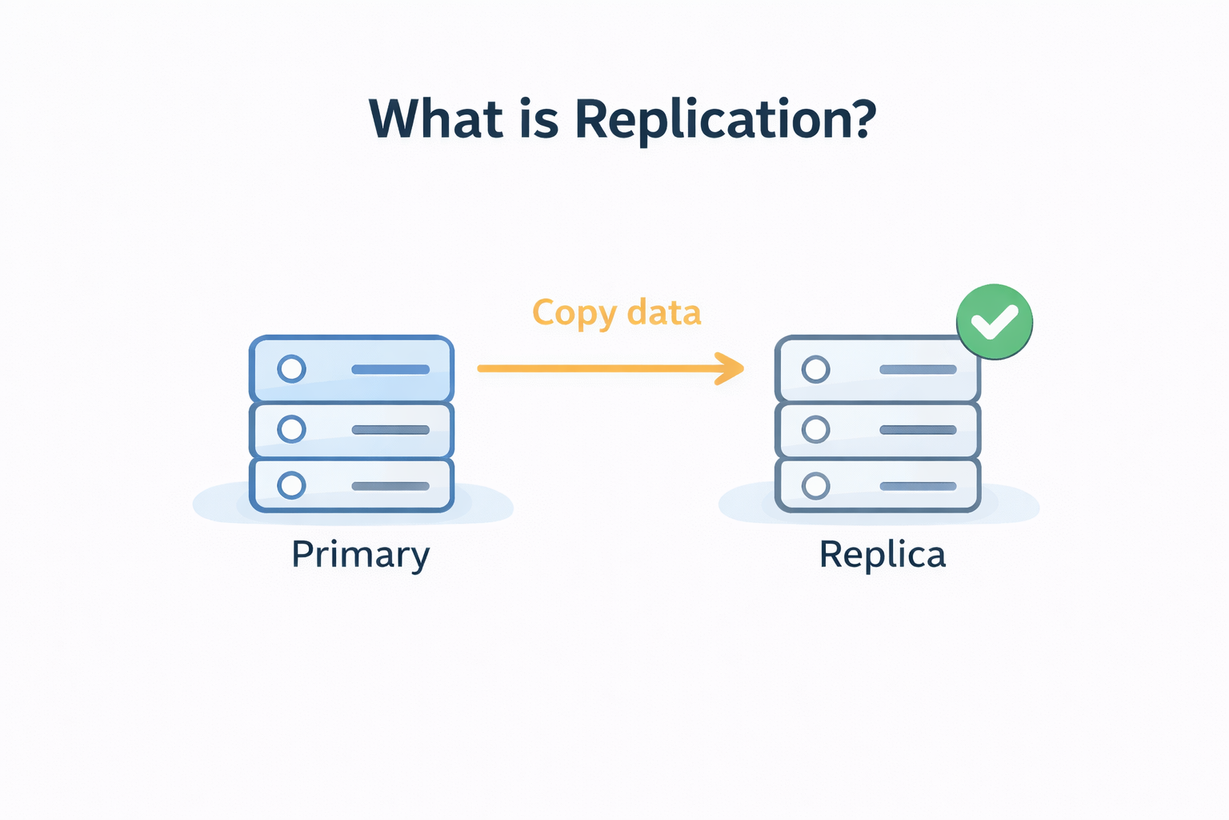 What is Replication?
Copy data
Primary
Replica